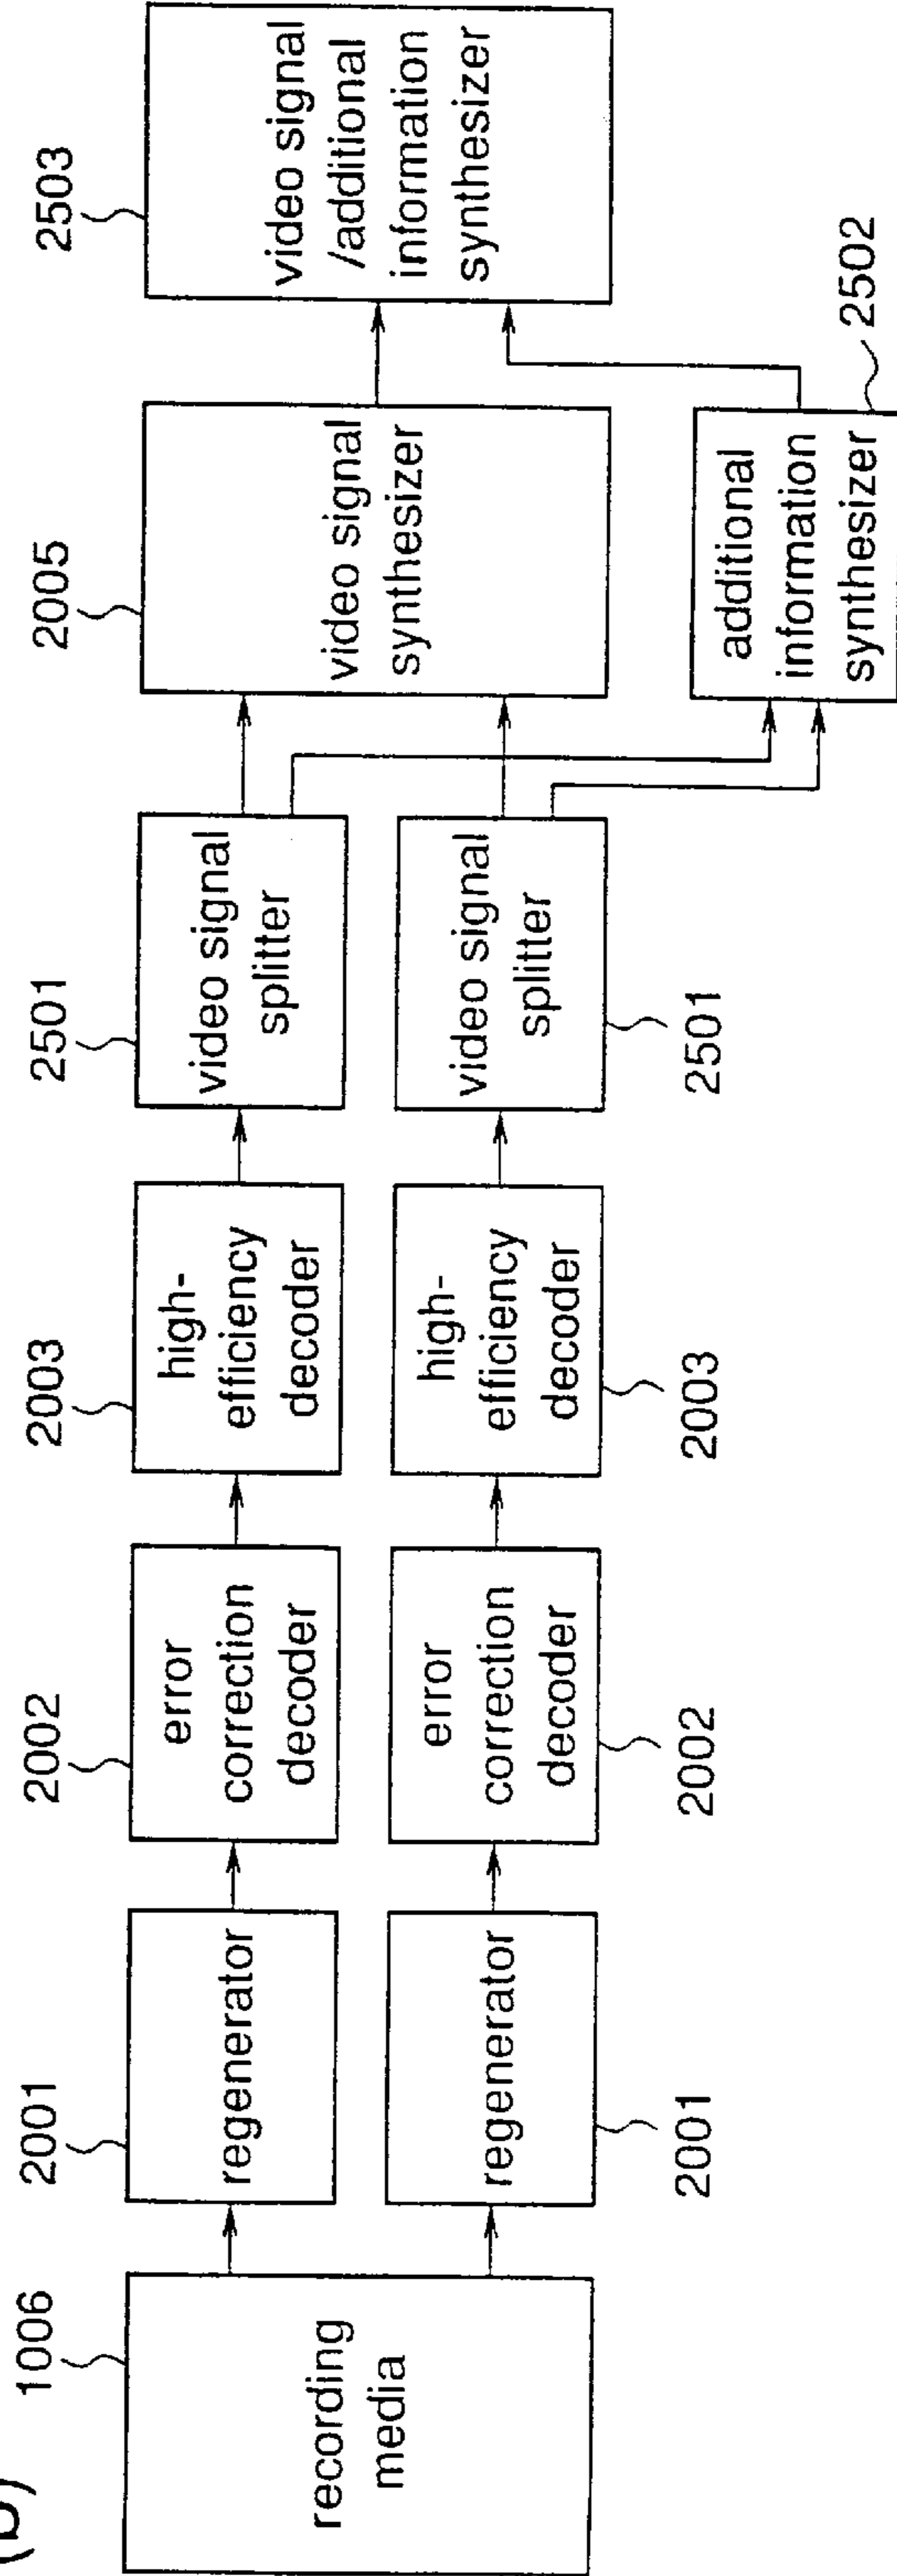 (b)
1006
recording
media
2001
regenerator
2002
error
correction
decoder
2003
high-
efficiency
decoder
2501
video signal
splitter
regenerator
2001
error
correction
decoder
2002
high-
efficiency
decoder
2003
video signal
splitter
2501
2005
video signal
synthesizer
additional
information
synthesizer
2502
2503
video signal
/additional
information
synthesizer